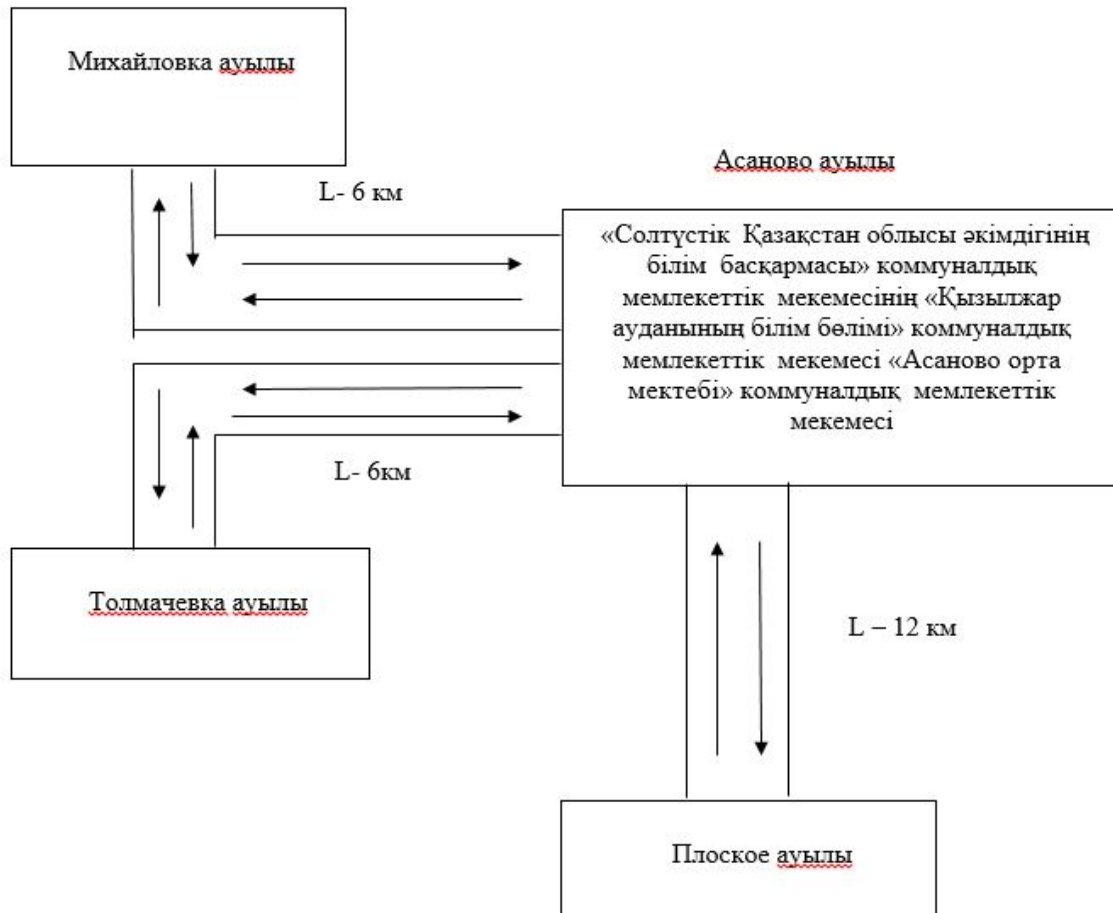 Михайловка ауылы
Асаново ауылы
L- 6 км
«Солтүстік Қазақстан облысы әкімдігінің
білім басқармасы» коммуналдық
мемлекеттік мекемесінің «Қызылжар
ауданының білім бөлімі» коммуналдық
мемлекеттік мекемесі «Асаново орта
мектебі» коммуналдық мемлекеттік
мекемесі
L- 6км
Толмачевка ауылы
L – 12 км
Плоское ауылы